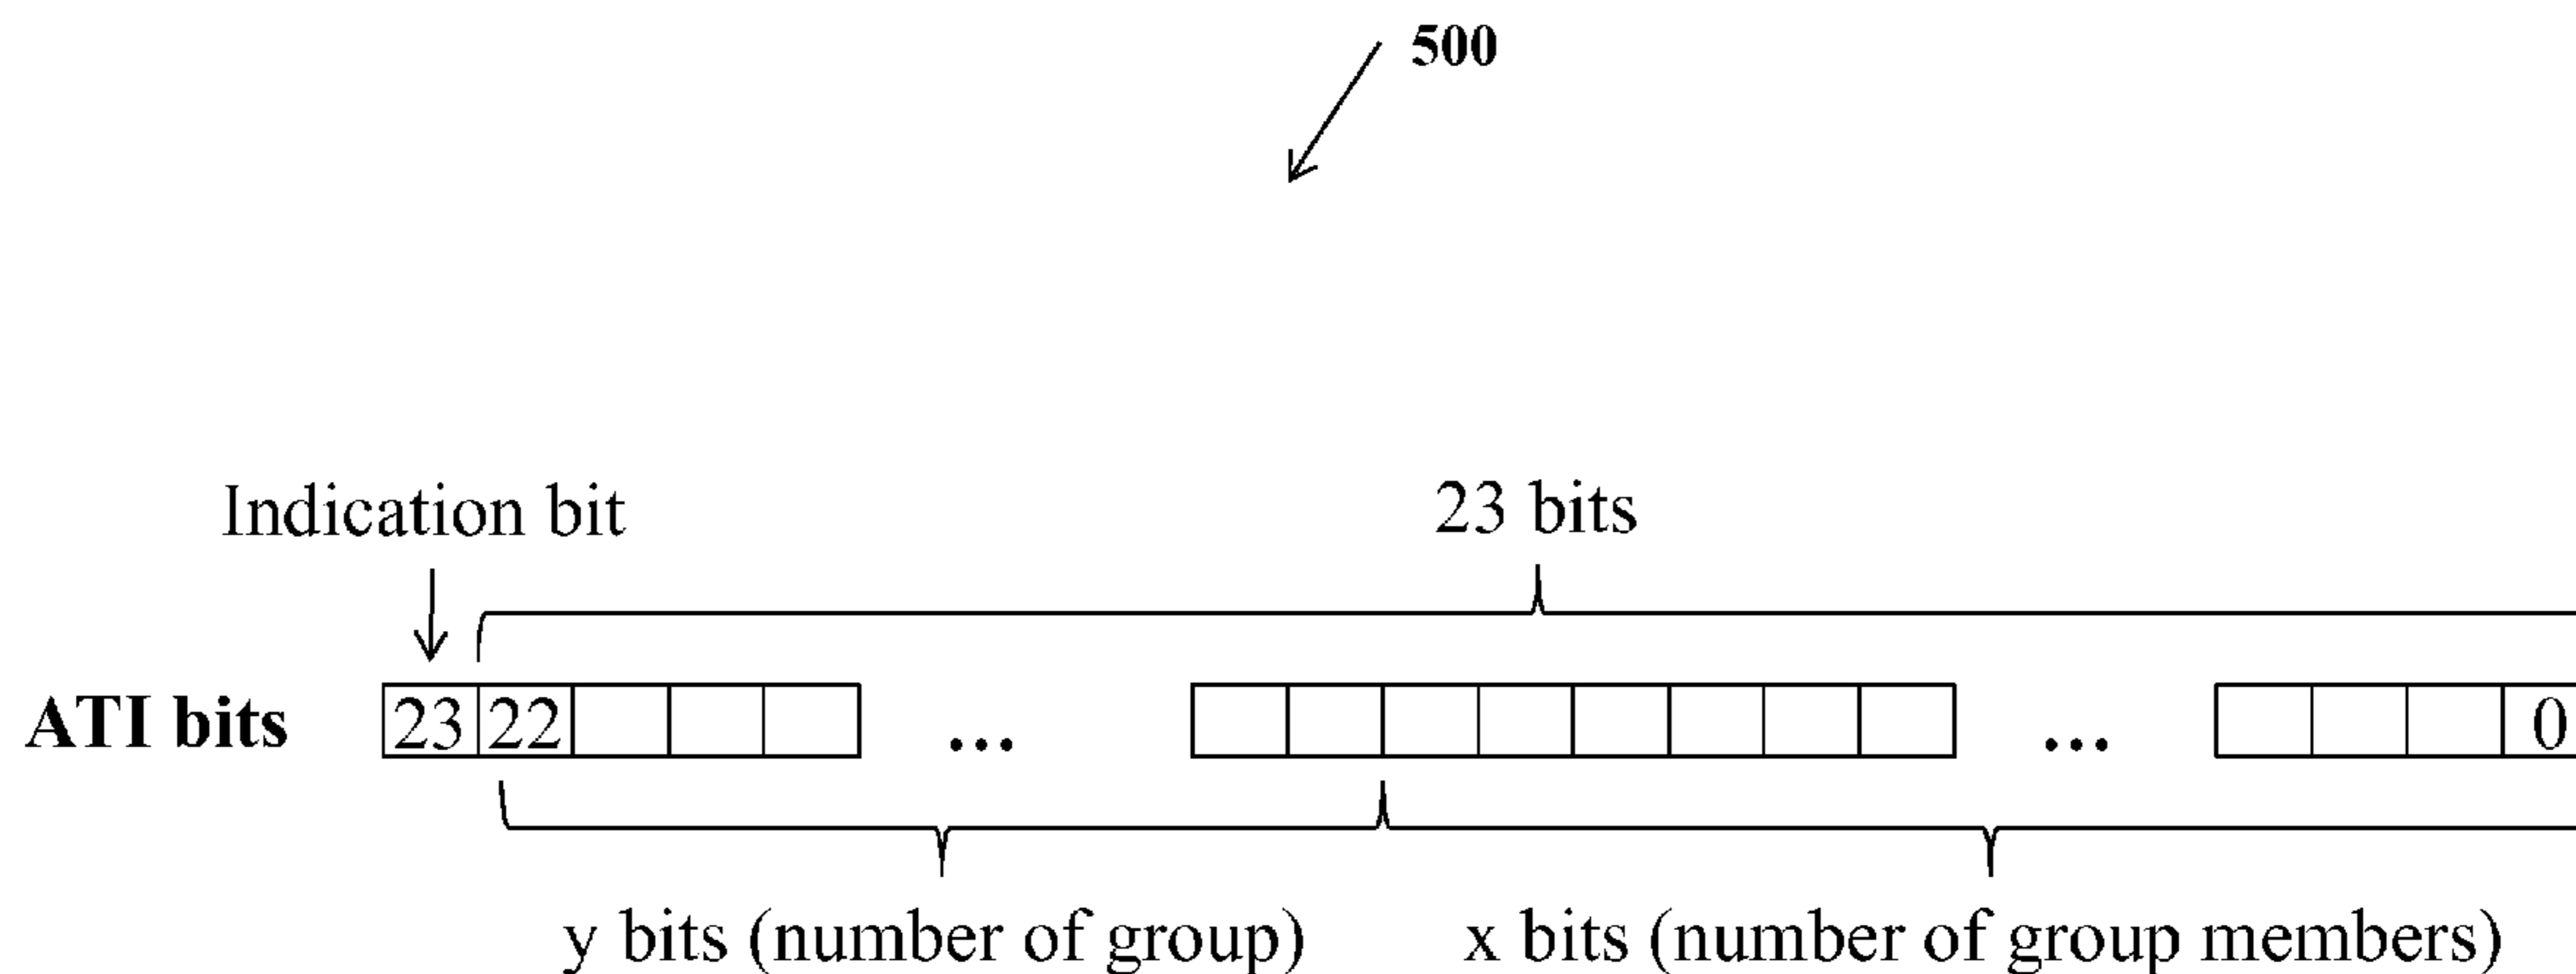 500
Indication bit
23 bits
ATI bits 23 22 ... ... 0
y bits (number of group) x bits (number of group members)